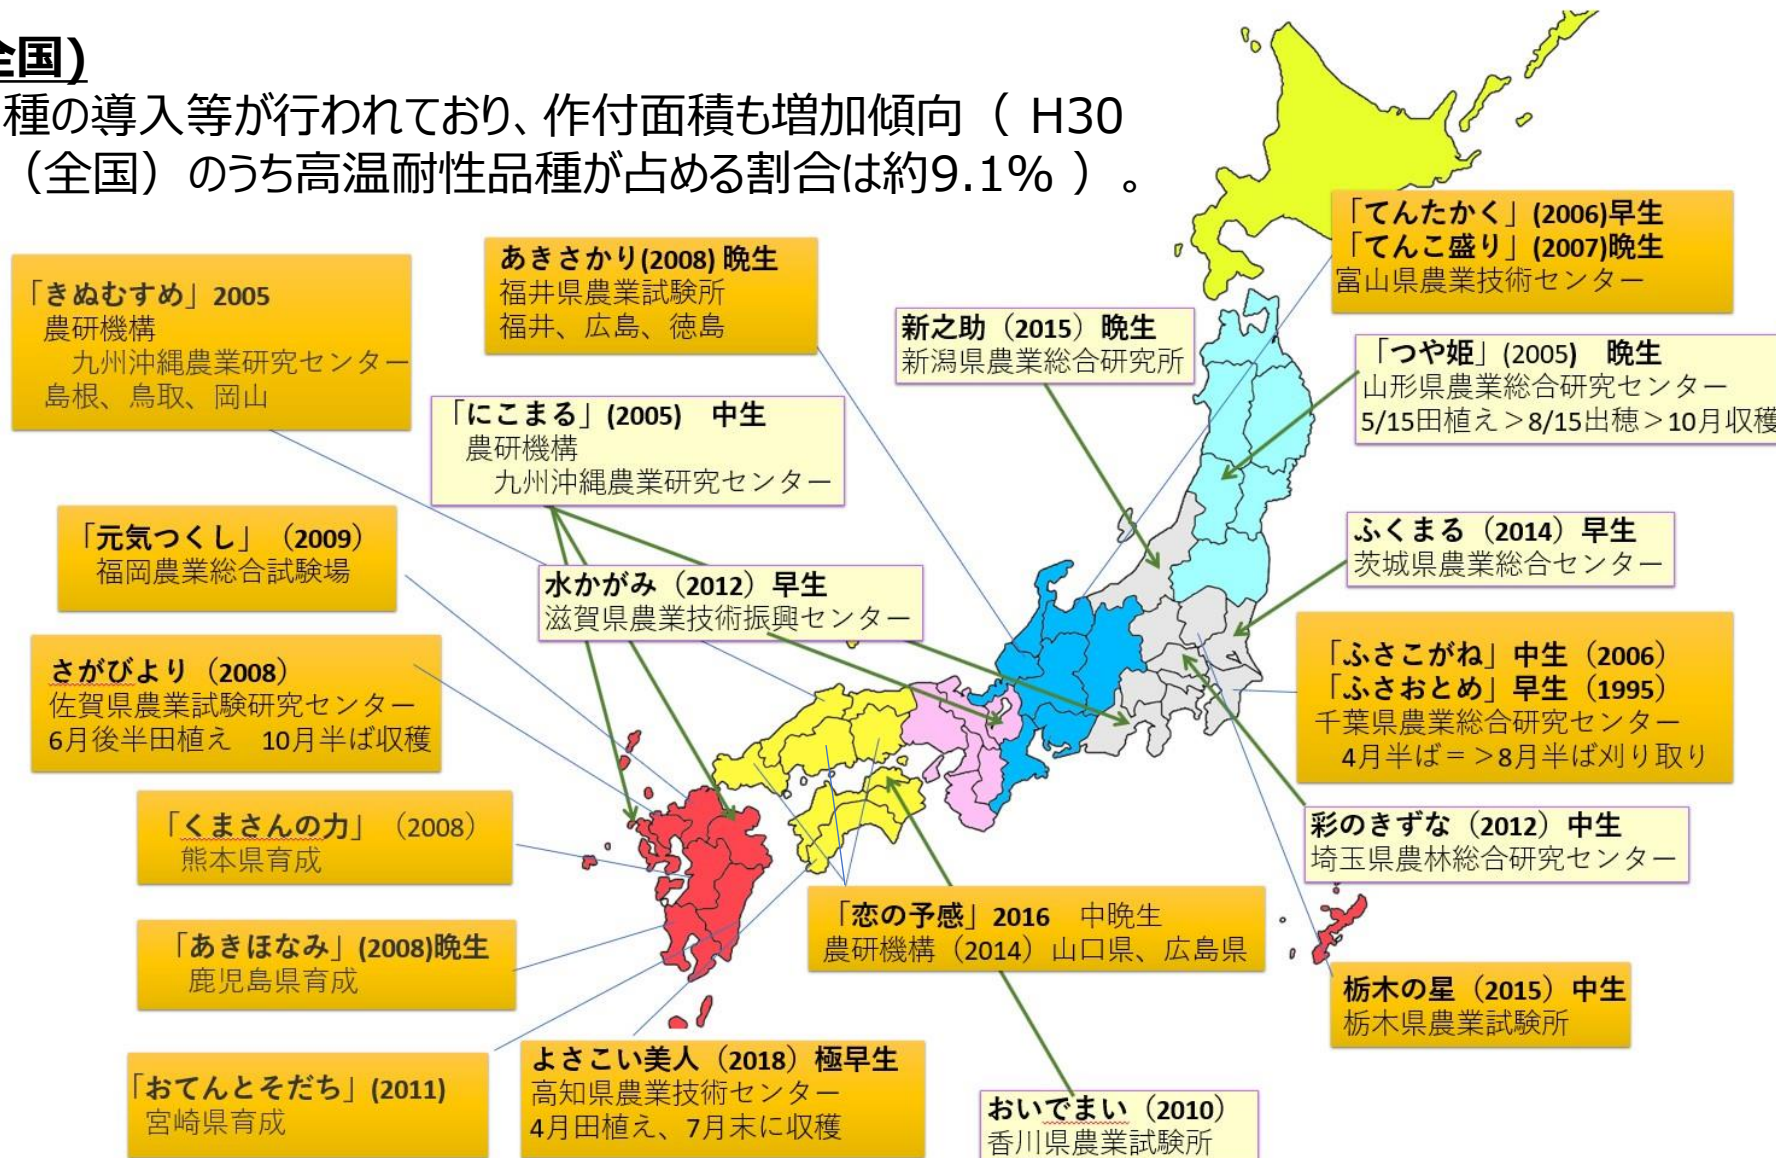 全国)
種の導入等が行われており、作付面積も増加傾向（ H30
（全国）のうち高温耐性品種が占める割合は約9.1% ）。
「てんたかく」(2006)早生
「てんこ盛り」(2007)晩生
富山県農業技術センター
あきさかり(2008) 晩生
福井県農業試験所
福井、広島、徳島
「きぬむすめ」2005
農研機構
九州沖縄農業研究センター
島根、鳥取、岡山
新之助（2015）晩生
新潟県農業総合研究所
「つや姫」(2005)　晩生
山形県農業総合研究センター
5/15田植え＞8/15出穂＞10月収穫
「にこまる」(2005)　中生
農研機構
九州沖縄農業研究センター
「元気つくし」（2009）
福岡農業総合試験場
ふくまる（2014）早生
茨城県農業総合センター
水かがみ（2012）早生
滋賀県農業技術振興センター
さがびより（2008）
佐賀県農業試験研究センター
6月後半田植え　10月半ば収穫
「ふさこがね」中生（2006）
「ふさおとめ」早生（1995）
千葉県農業総合研究センター
4月半ば＝＞8月半ば刈り取り
「くまさんの力」（2008）
熊本県育成
彩のきずな（2012）中生
埼玉県農林総合研究センター
「恋の予感」2016　中晩生
農研機構（2014）山口県、広島県
「あきほなみ」(2008)晩生
鹿児島県育成
栃木の星（2015）中生
栃木県農業試験所
「おてんとそだち」(2011)
宮崎県育成
よさこい美人（2018）極早生
高知県農業技術センター
4月田植え、7月末に収穫
おいでまい（2010）
香川県農業試験所